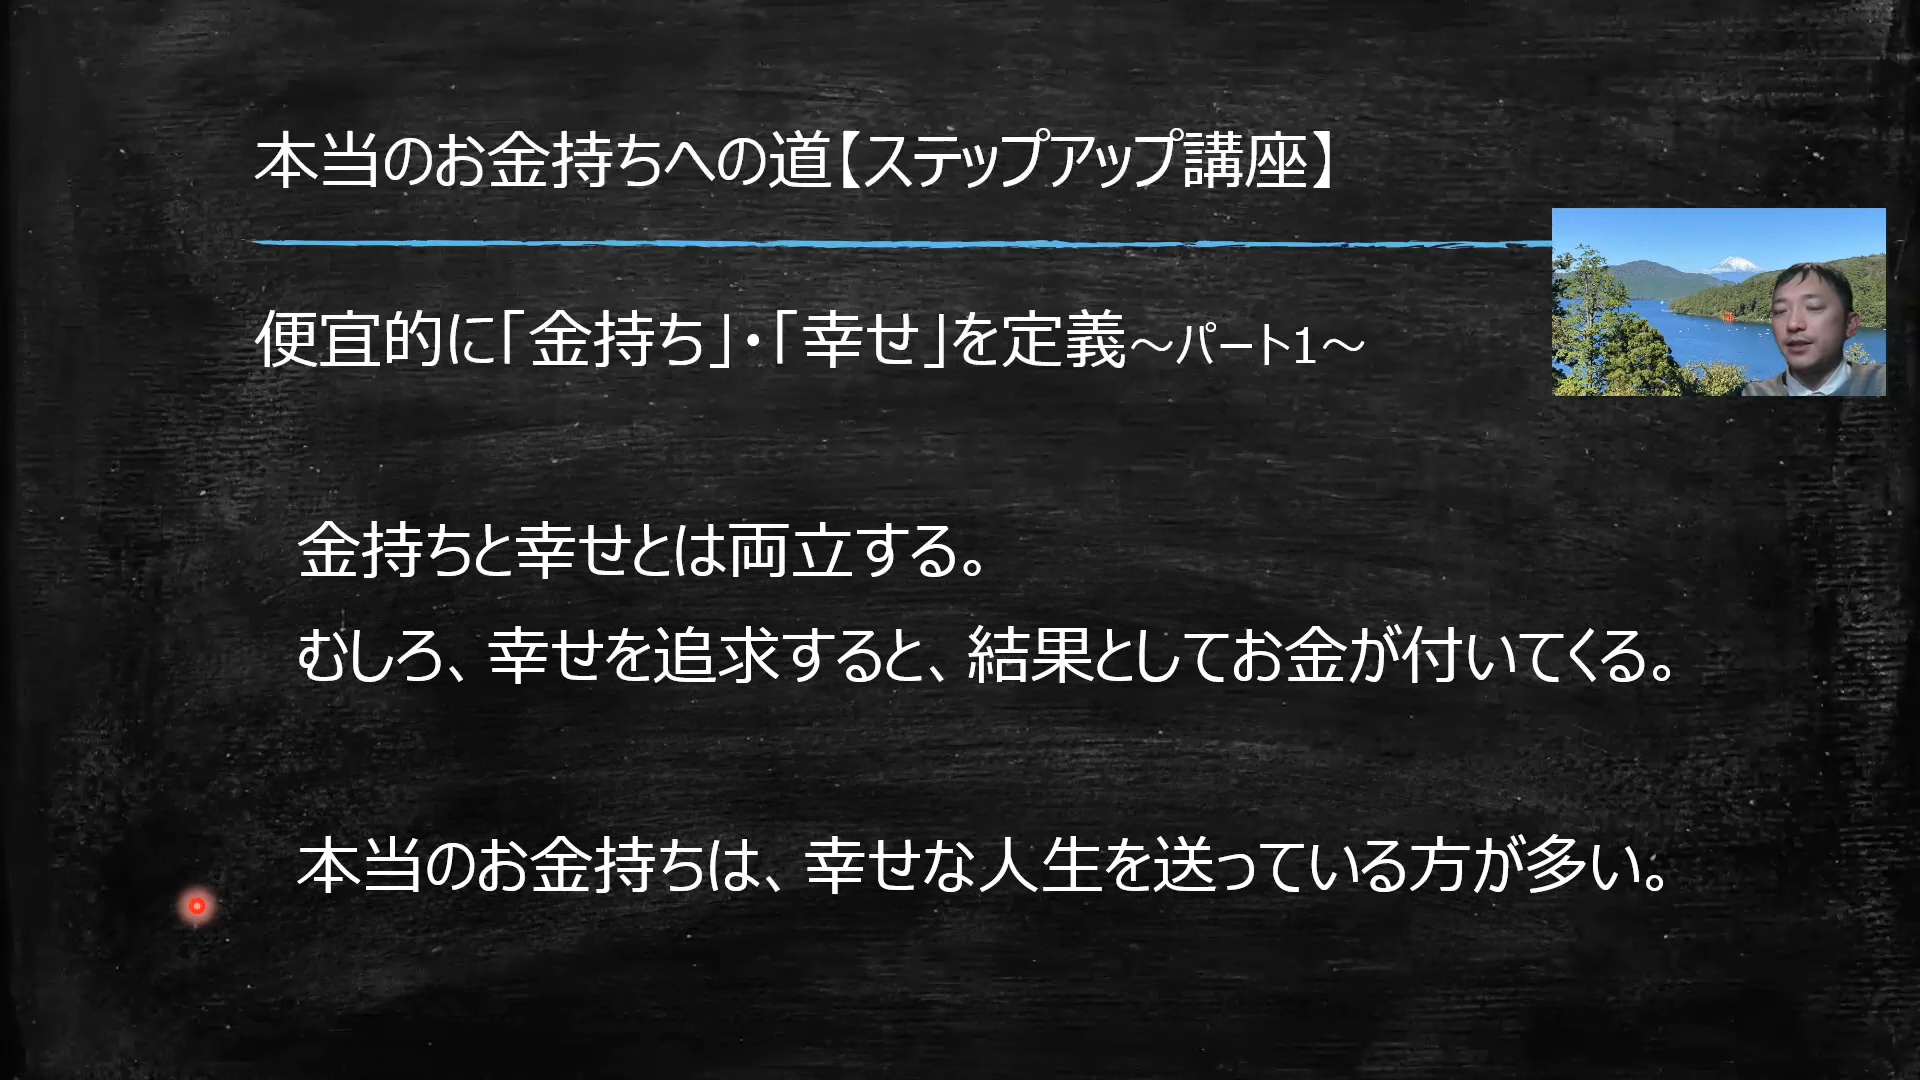 本当のお金持ちへの道【ステップアップ講座】
便宜的に「金持ち」・「幸せ」を定義～パート1～
金持ちと幸せとは両立する。
むしろ、幸せを追求すると、結果としてお金が付いてくる。
本当のお金持ちは、幸せな人生を送っている方が多い。